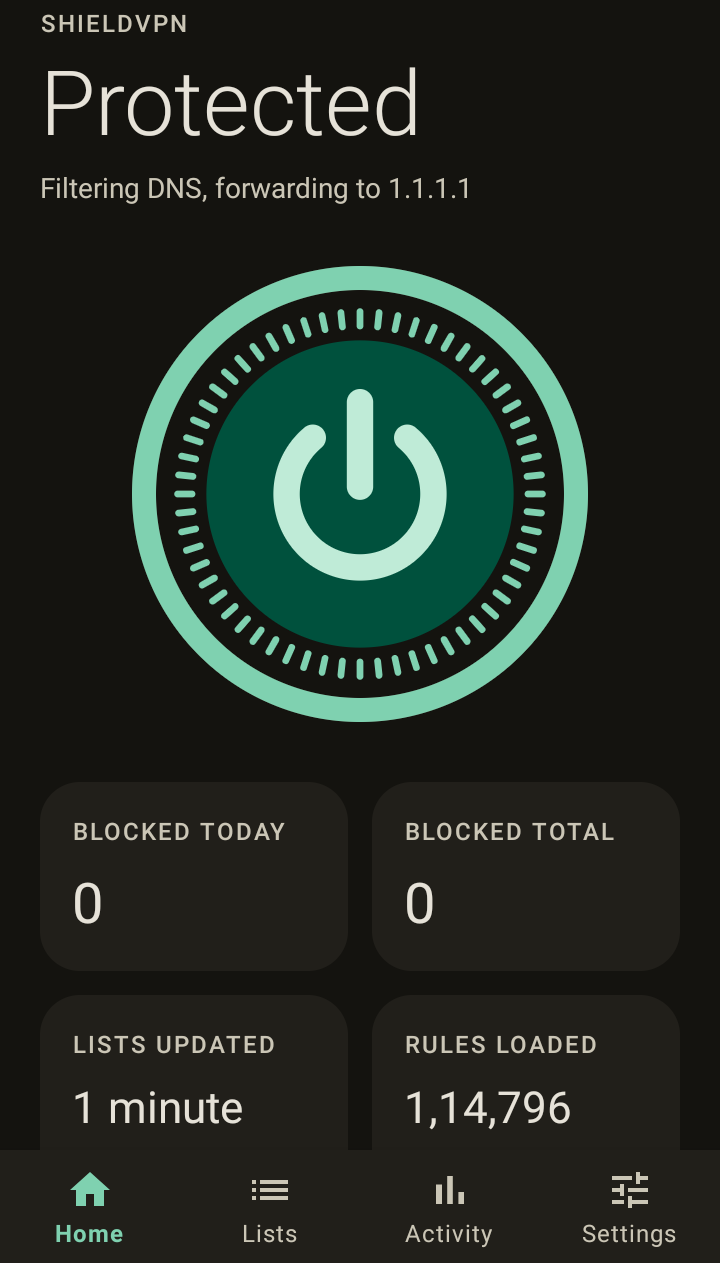 SHIELDVPN
Protected
Filtering DNS, forwarding to 1.1.1.1
BLOCKED TODAY
0
BLOCKED TOTAL
0
LISTS UPDATED
1 minute
RULES LOADED
1,14,796
Home
Lists
Activity
Settings